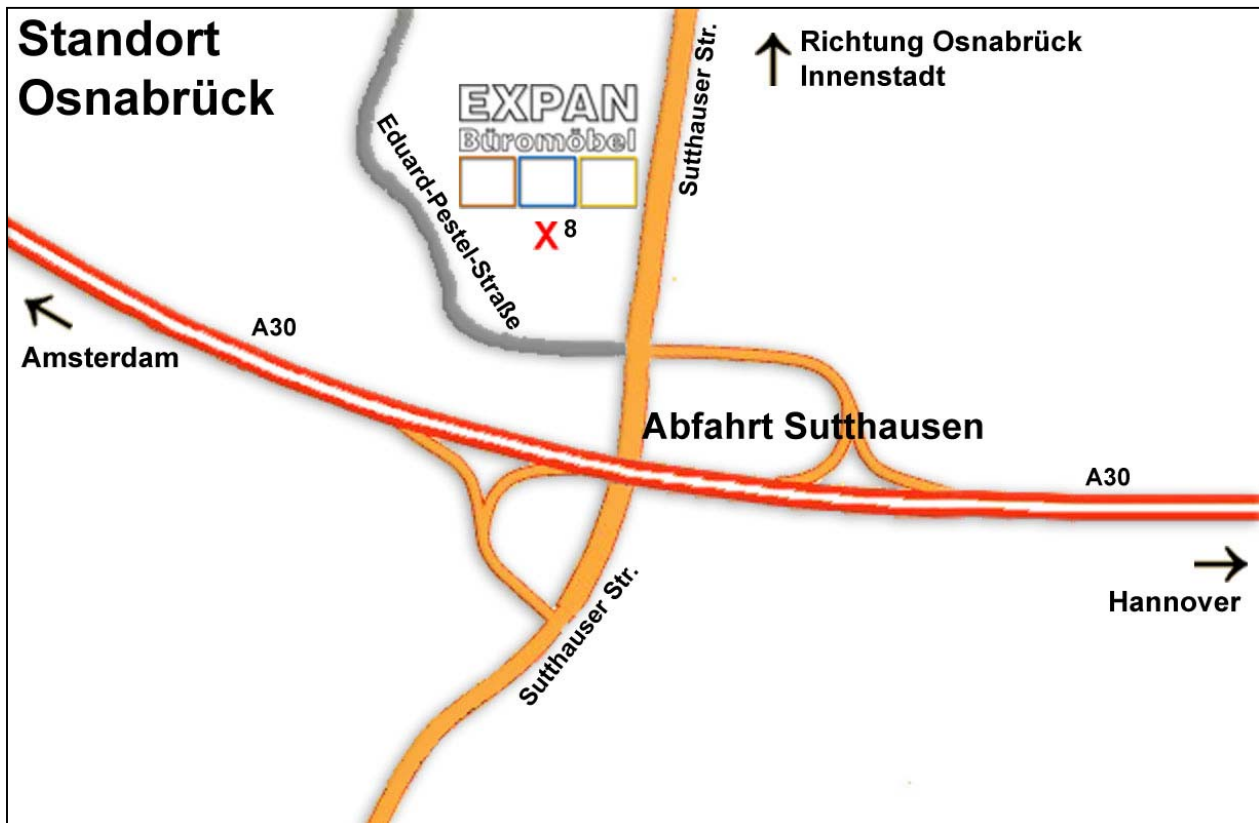 Standort
Osnabrück
Richtung Osnabrück
Innenstadt
Sutthauser Str.
EXPAN
Büromöbel
X 8
Eduard-Pestel-Straße
A30
Amsterdam
Abfahrt Sutthausen
A30
Hannover
Sutthauser Str.